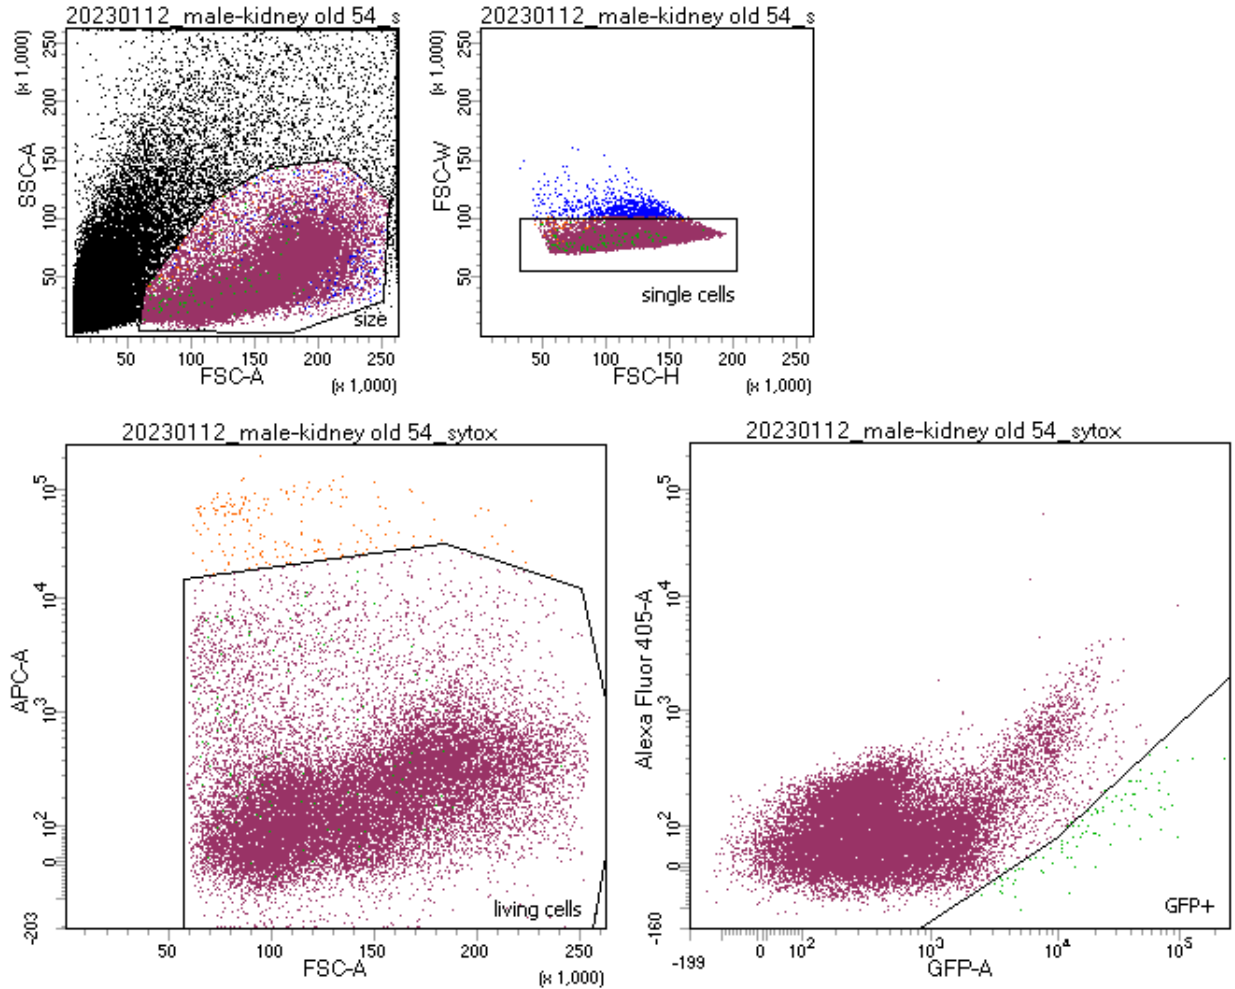 20230112_male-kidney old 54_s
(x 1,000)
250
200
150
100
50
SSC-A
size
50 100 150 200 250
FSC-A
(x 1,000)
20230112_male-kidney old 54_s
(x 1,000)
250
200
150
100
50
FSC-W
single cells
50 100 150 200 250
FSC-H
(x 1,000)
20230112_male-kidney old 54_sytox
10^5
10^4
10^3
10^2
0
-203
APC-A
living cells
50 100 150 200 250
FSC-A
(x 1,000)
20230112_male-kidney old 54_sytox
10^5
10^4
10^3
10^2
0
-160
Alexa Fluor 405-A
GFP+
-199 0 10^2 10^3 10^4 10^5
GFP-A